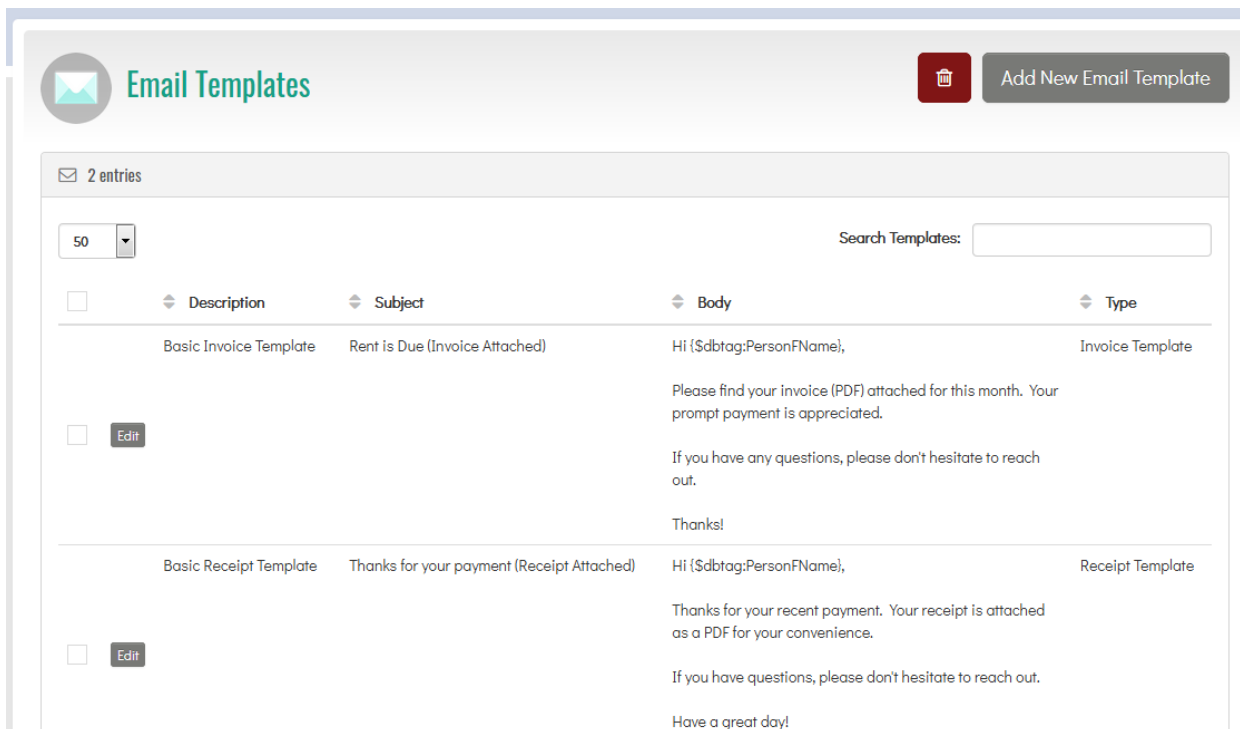 Email Templates
Add New Email Template
2 entries
50
Search Templates:
Description Subject Body Type
Basic Invoice Template Rent is Due (Invoice Attached) Hi {$dbtag:PersonFName}, Invoice Template
Please find your invoice (PDF) attached for this month. Your
prompt payment is appreciated.
Edit
If you have any questions, please don't hesitate to reach
out.
Thanks!
Basic Receipt Template Thanks for your payment (Receipt Attached) Hi {$dbtag:PersonFName}, Receipt Template
Thanks for your recent payment. Your receipt is attached
as a PDF for your convenience.
Edit
If you have questions, please don't hesitate to reach out.
Have a great day!